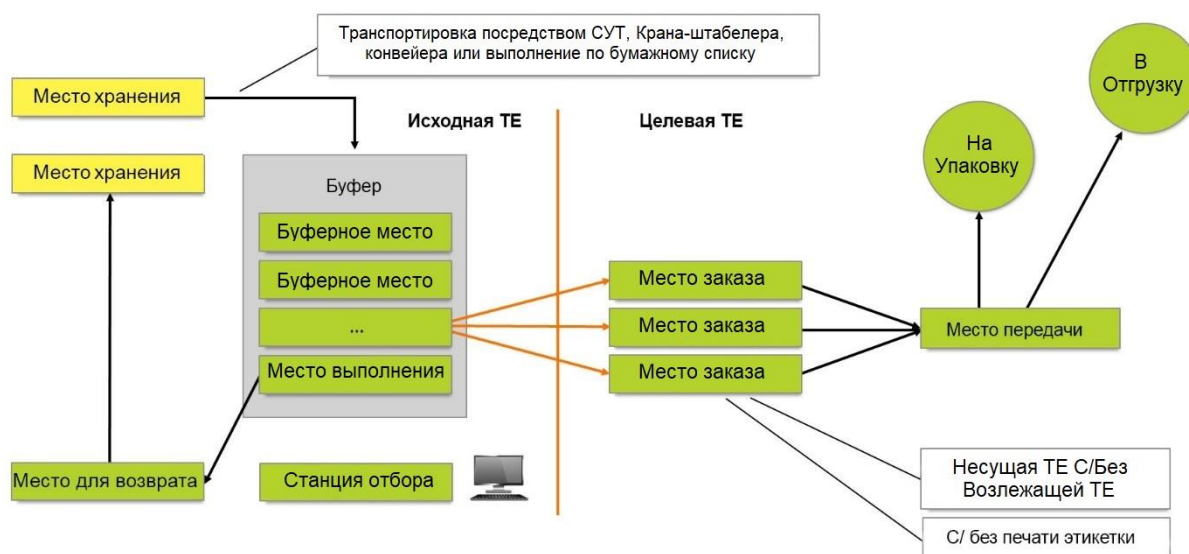 Транспортировка посредством СУТ, Крана-штабелера,
конвейера или выполнение по бумажному списку
В
Отгрузку
Место хранения
Исходная ТЕ
Целевая ТЕ
На
Упаковку
Место хранения
Буфер
Буферное место
Буферное место
...
Место выполнения
Место заказа
Место заказа
Место заказа
Место передачи
Место для возврата
Станция отбора
Несущая ТЕ С/Без
Возлежащей ТЕ
С/ без печати этикетки